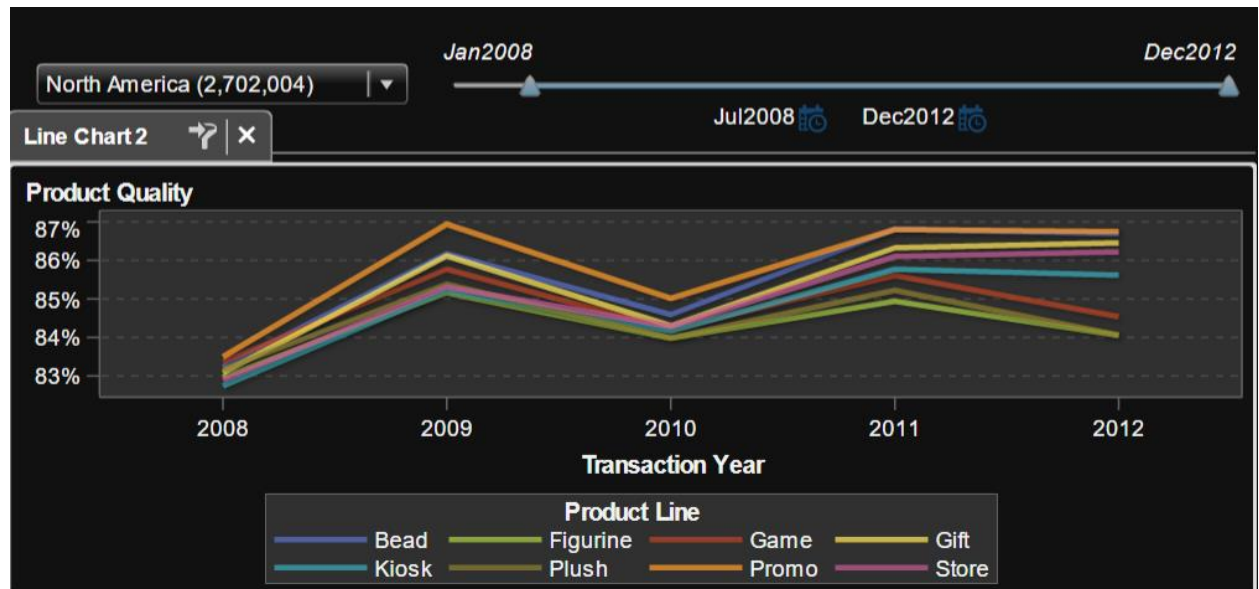 Jan2008 Dec2012
North America (2,702,004)
Jul2008 Dec2012
Line Chart 2
Product Quality
87%
86%
85%
84%
83%
2008 2009 2010 2011 2012
Transaction Year
Product Line
Bead Figurine Game Gift
Kiosk Plush Promo Store